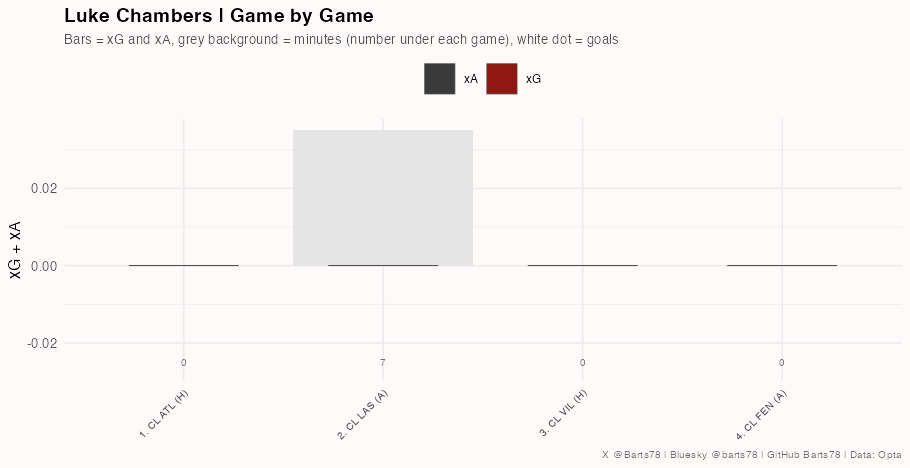 Luke Chambers | Game by Game
Bars = xG and xA, grey background = minutes (number under each game), white dot = goals
xA xG
xG + xA
0.02
0.00
-0.02
0 7 0 0
1. CL ATL (H)
2. CL LAS (A)
3. CL VIL (H)
4. CL FEN (A)
X @Barts78 | Bluesky @barts78 | GitHub Barts78 | Data: Opta